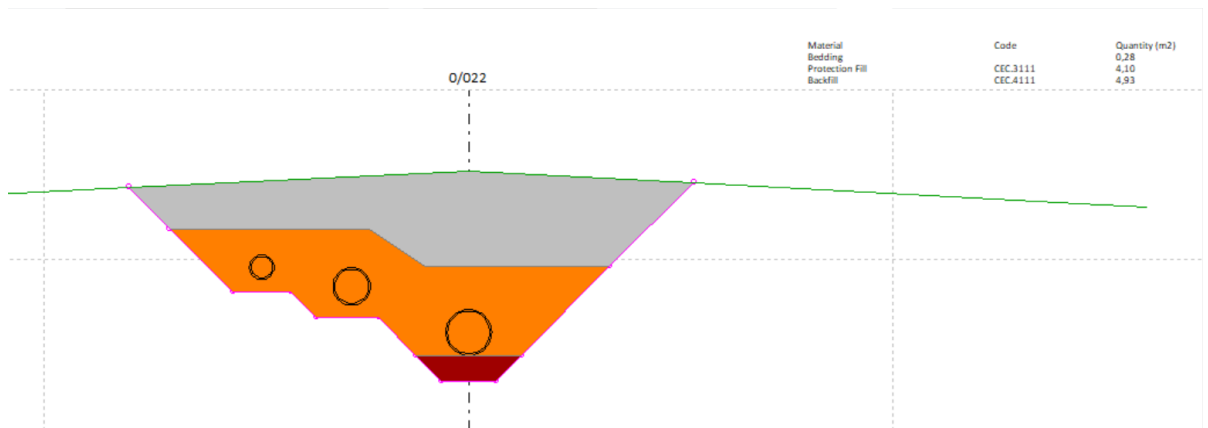 Material Code Quantity (m2)
Bedding 0,28
Protection Fill CEC.3111 4,10
Backfill CEC.4111 4,93
0/022